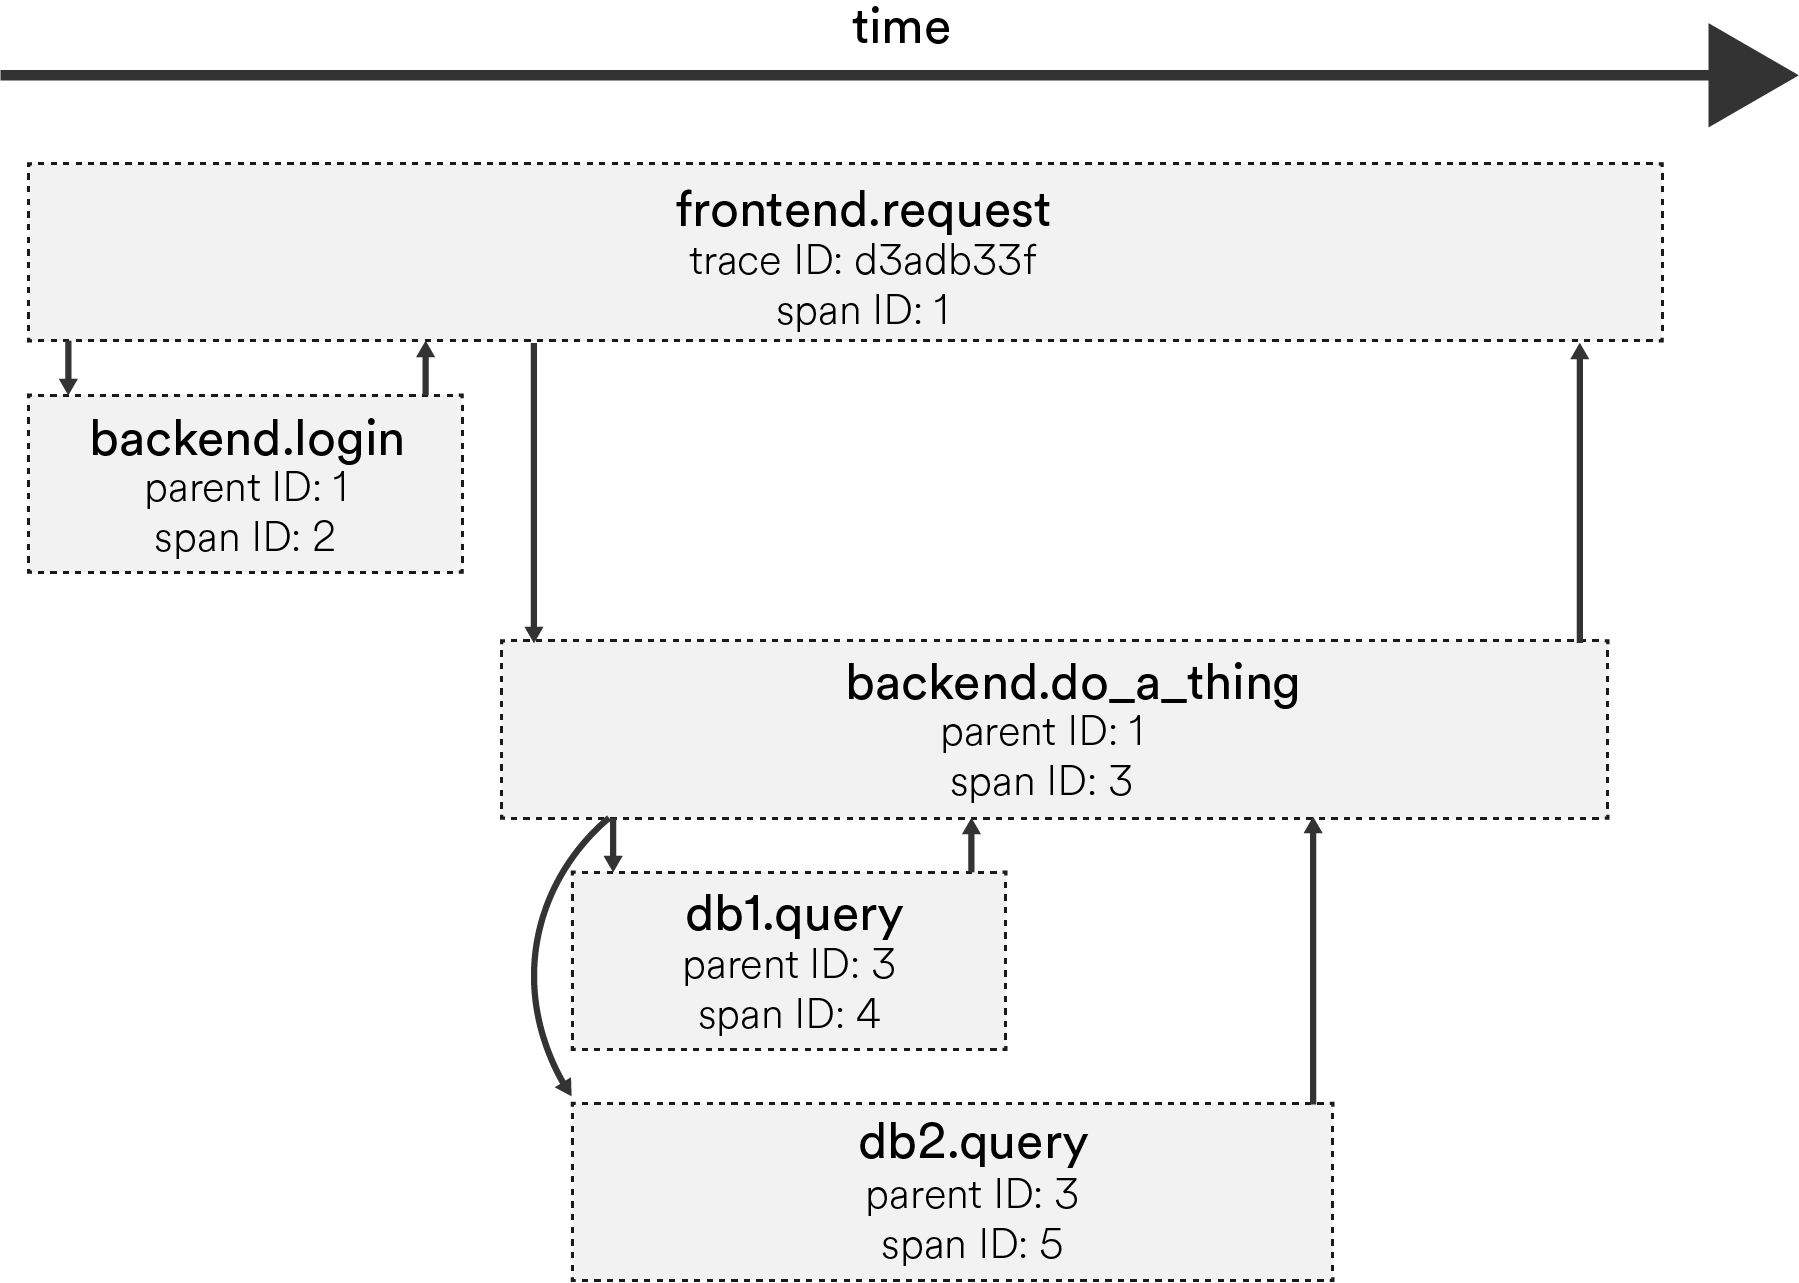 time
frontend.request
trace ID: d3adb33f
span ID: 1
backend.login
parent ID: 1
span ID: 2
backend.do_a_thing
parent ID: 1
span ID: 3
db1.query
parent ID: 3
span ID: 4
db2.query
parent ID: 3
span ID: 5